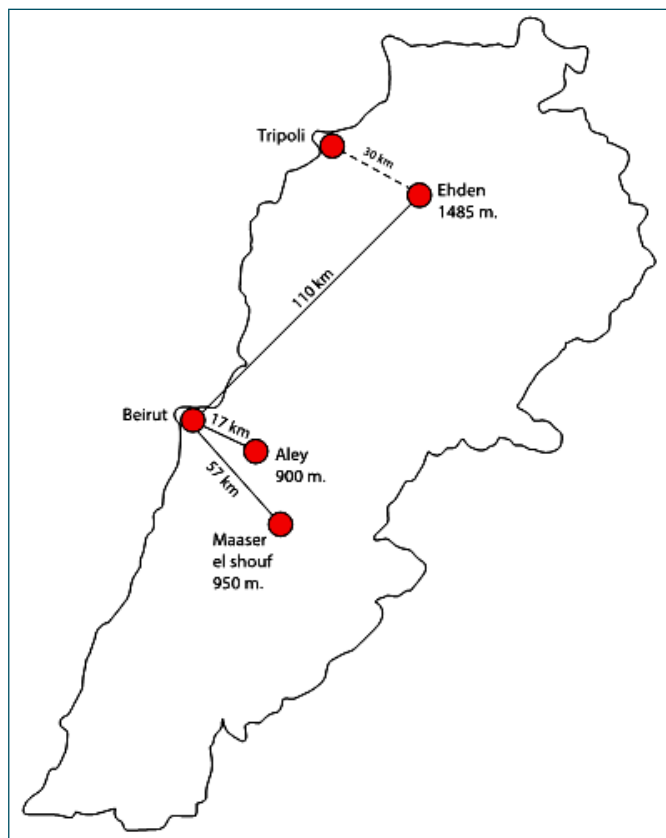 Tripoli
30 km
Ehden
1485 m.
110 km
Beirut
17 km
Aley
900 m.
57 km
Maaser
el shouf
950 m.